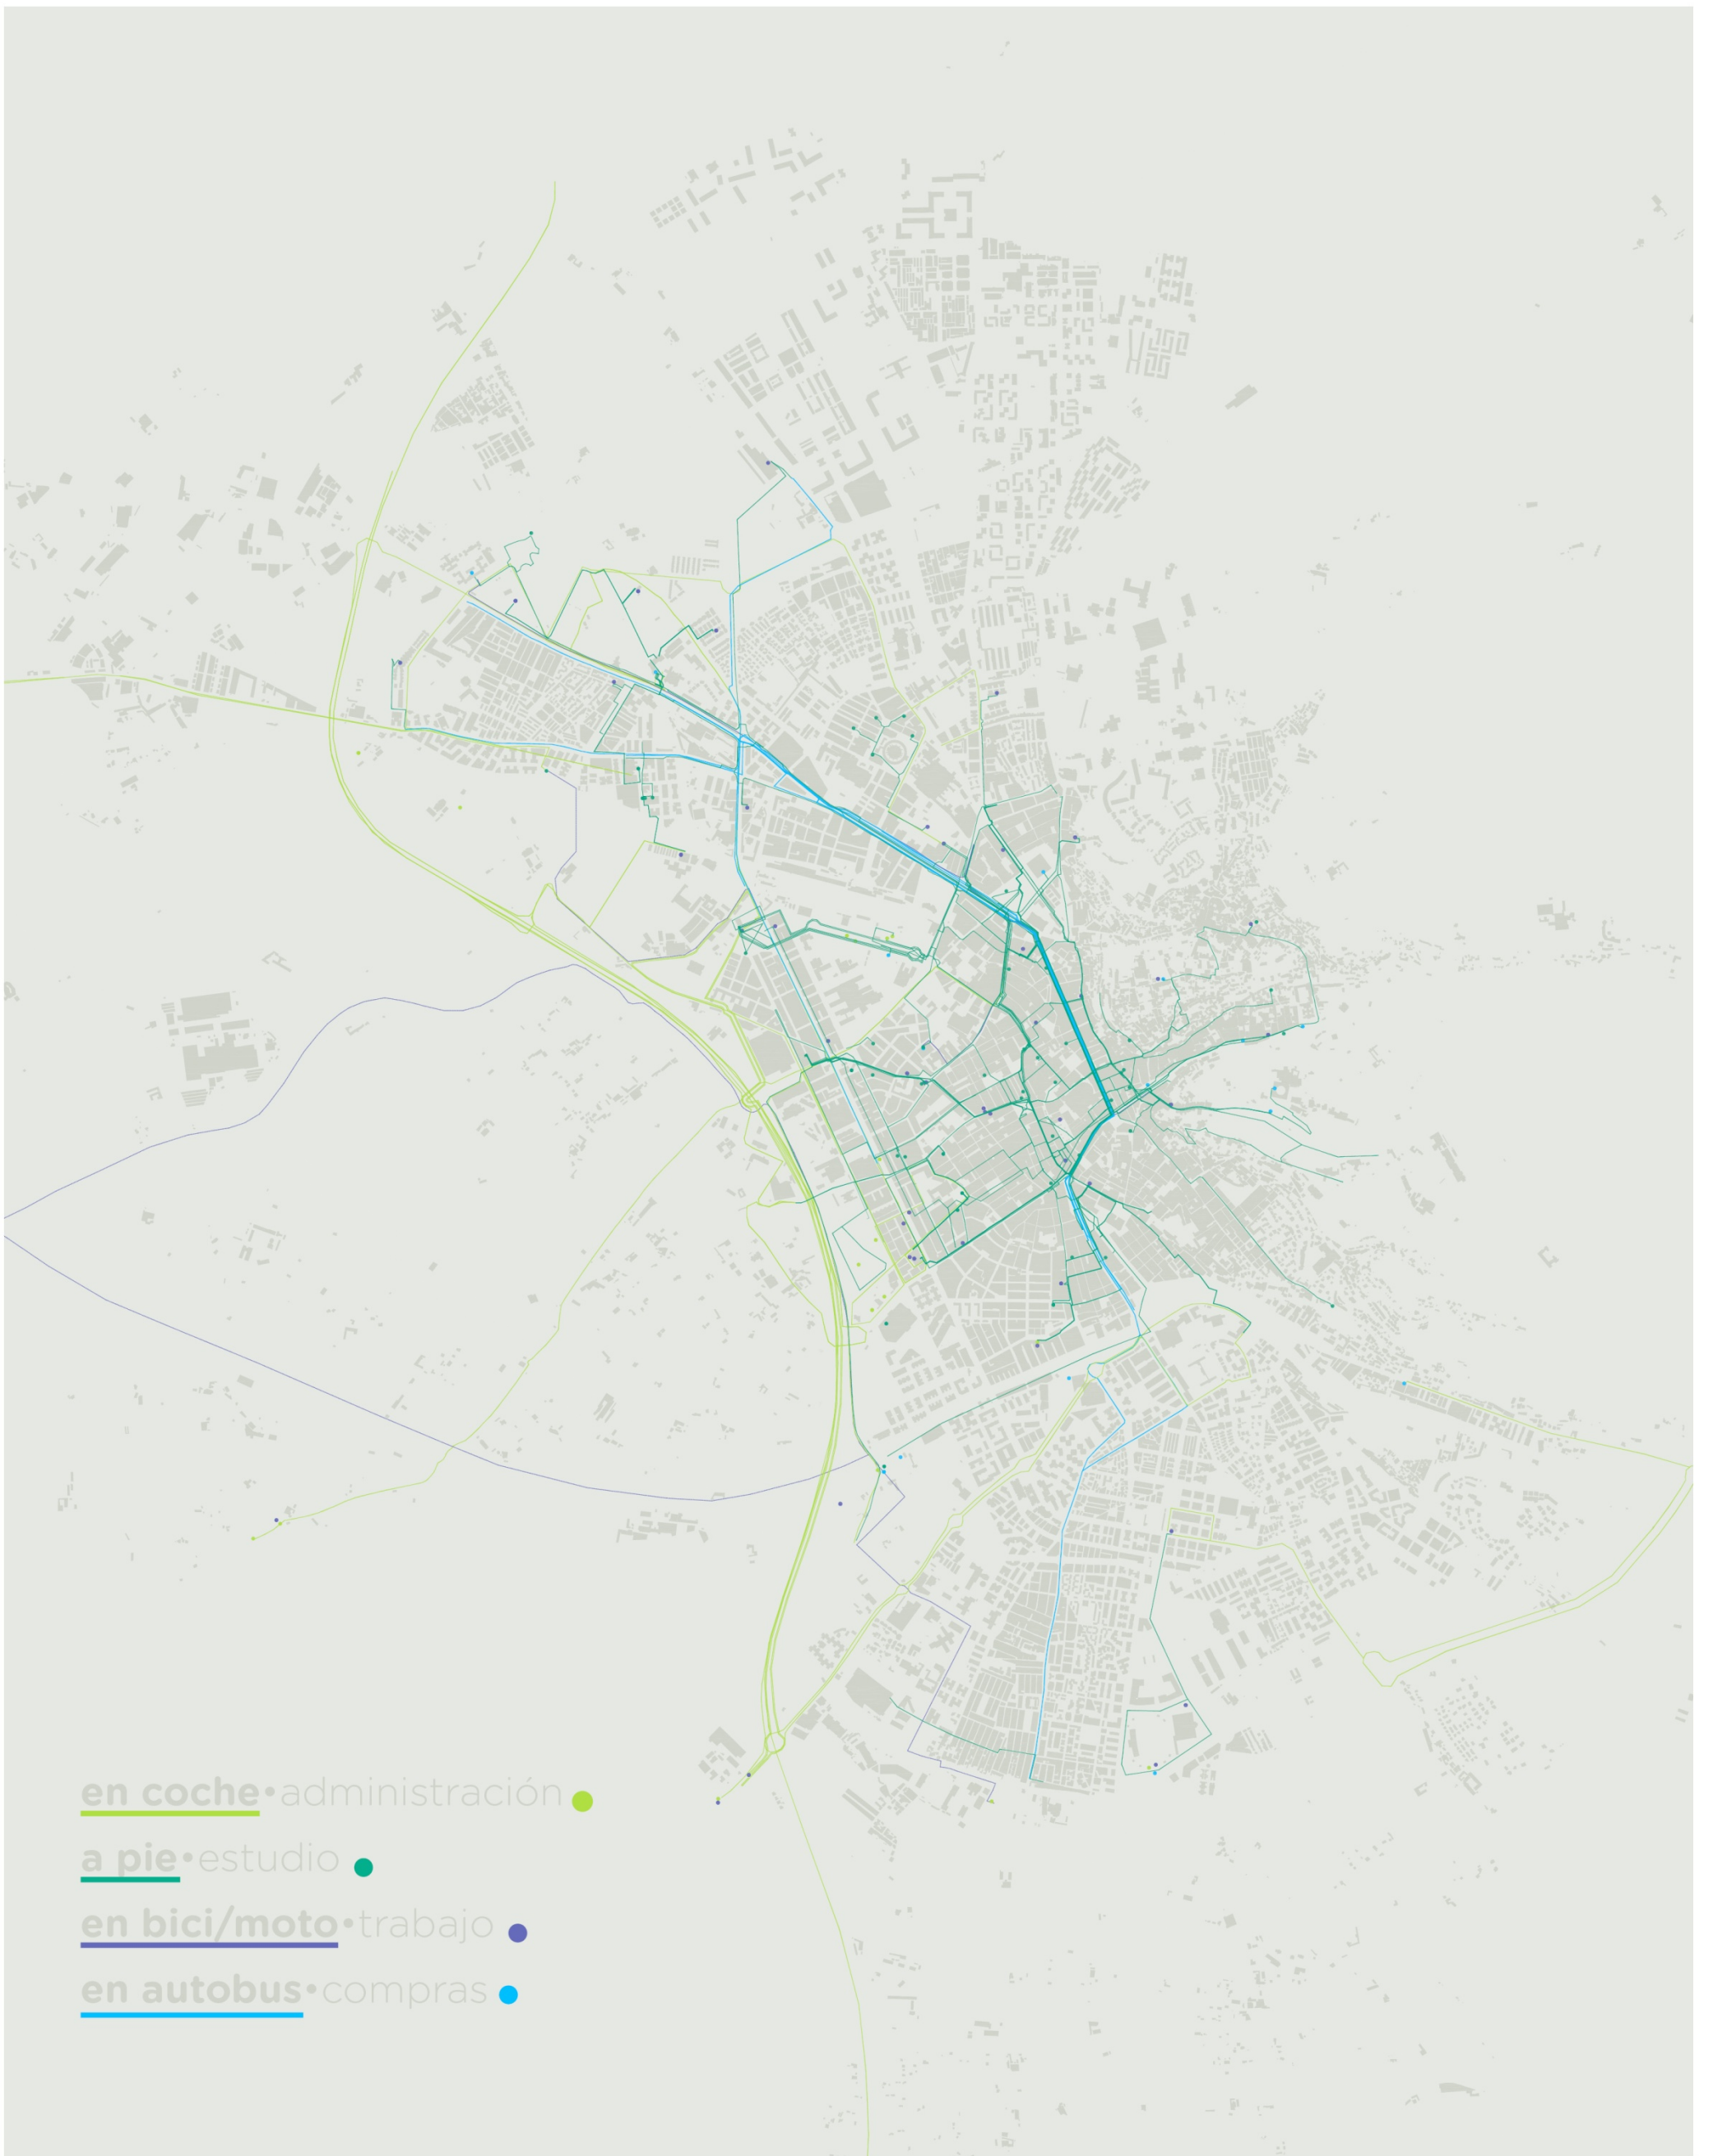 en coche•administración
a pie•estudio
en bici/moto•trabajo
en autobus•compras